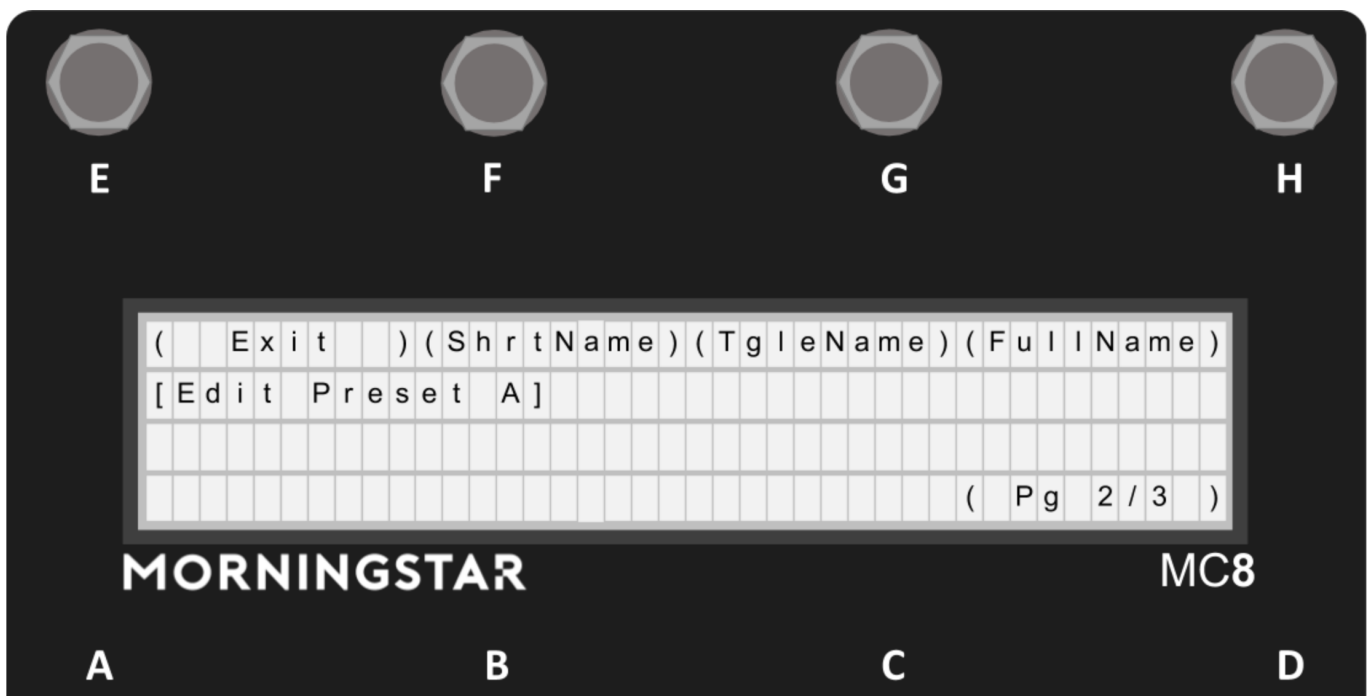 E F G H
( Exit )(ShrtName)(TgleName)(FullName)
[Edit Preset A]
( Pg 2/3 )
MORNINGSTAR MC8
A B C D